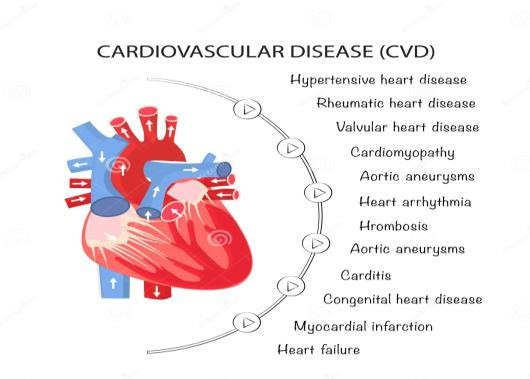 CARDIOVASCULAR DISEASE (CVD)
Hypertensive heart disease
Rheumatic heart disease
Valvular heart disease
Cardiomyopathy
Aortic aneurysms
Heart arrhythmia
Hrombosis
Aortic aneurysms
Carditis
Congenital heart disease
Myocardial infarction
Heart failure